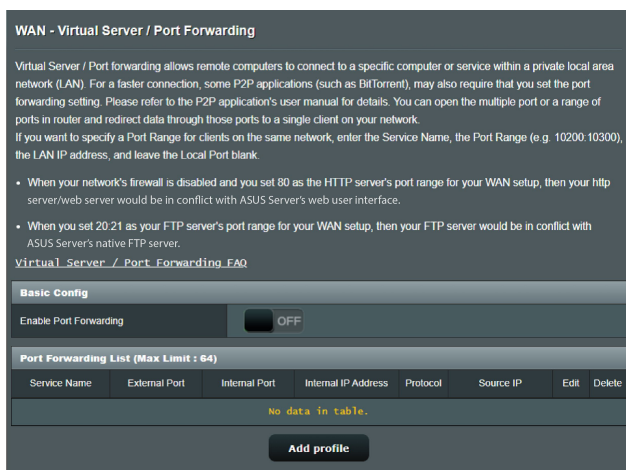 WAN - Virtual Server / Port Forwarding
Virtual Server / Port forwarding allows remote computers to connect to a specific computer or service within a private local area
network (LAN). For a faster connection, some P2P applications (such as BitTorrent), may also require that you set the port
forwarding setting. Please refer to the P2P application's user manual for details. You can open the multiple port or a range of
ports in router and redirect data through those ports to a single client on your network.
If you want to specify a Port Range for clients on the same network, enter the Service Name, the Port Range (e.g. 10200:10300),
the LAN IP address, and leave the Local Port blank.
• When your network's firewall is disabled and you set 80 as the HTTP server's port range for your WAN setup, then your http
server/web server would be in conflict with ASUS Server's web user interface.
• When you set 20:21 as your FTP server's port range for your WAN setup, then your FTP server would be in conflict with
ASUS Server's native FTP server.
Virtual Server / Port Forwarding FAQ
Basic Config
Enable Port Forwarding OFF
Port Forwarding List (Max Limit : 64)
Service Name External Port Internal Port Internal IP Address Protocol Source IP Edit Delete
No data in table.
Add profile